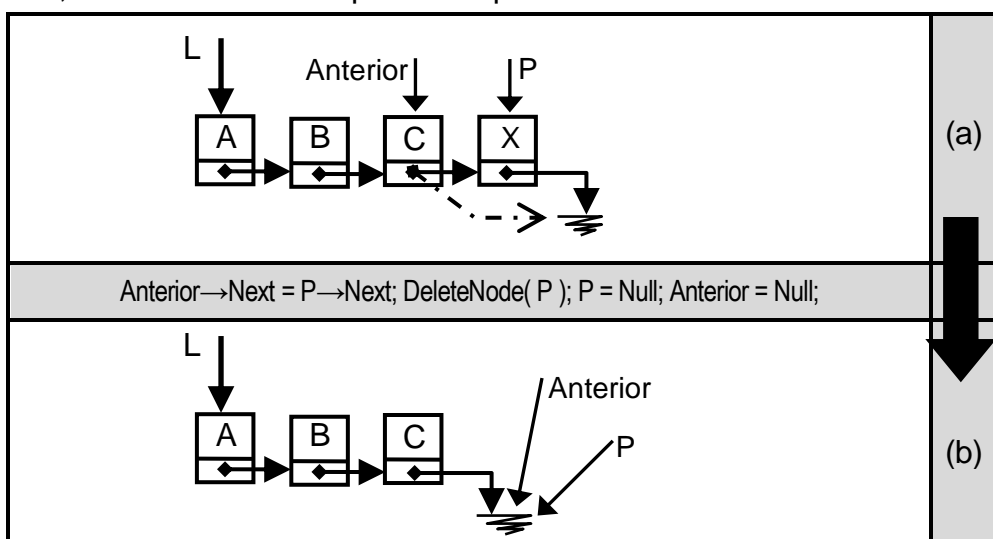 L
Anterior
P
A
B
C
X
(a)
Anterior→Next = P→Next; DeleteNode( P ); P = Null; Anterior = Null;
L
Anterior
A
B
C
P
(b)